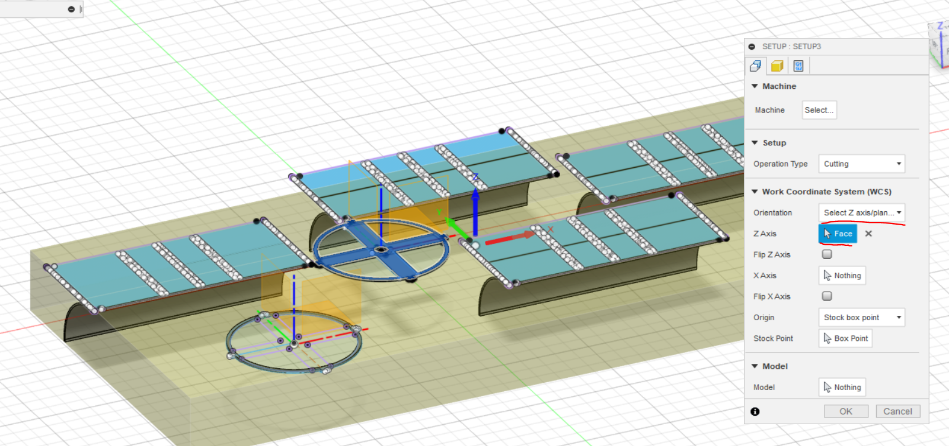 Z
SETUP : SETUP3
Machine
Machine Select...
Setup
Operation Type Cutting
Work Coordinate System (WCS)
Orientation Select Z axis/plan...
Z Axis Face
Flip Z Axis
X Axis Nothing
Flip X Axis
Origin Stock box point
Stock Point Box Point
Model
Model Nothing
OK Cancel
Z
X